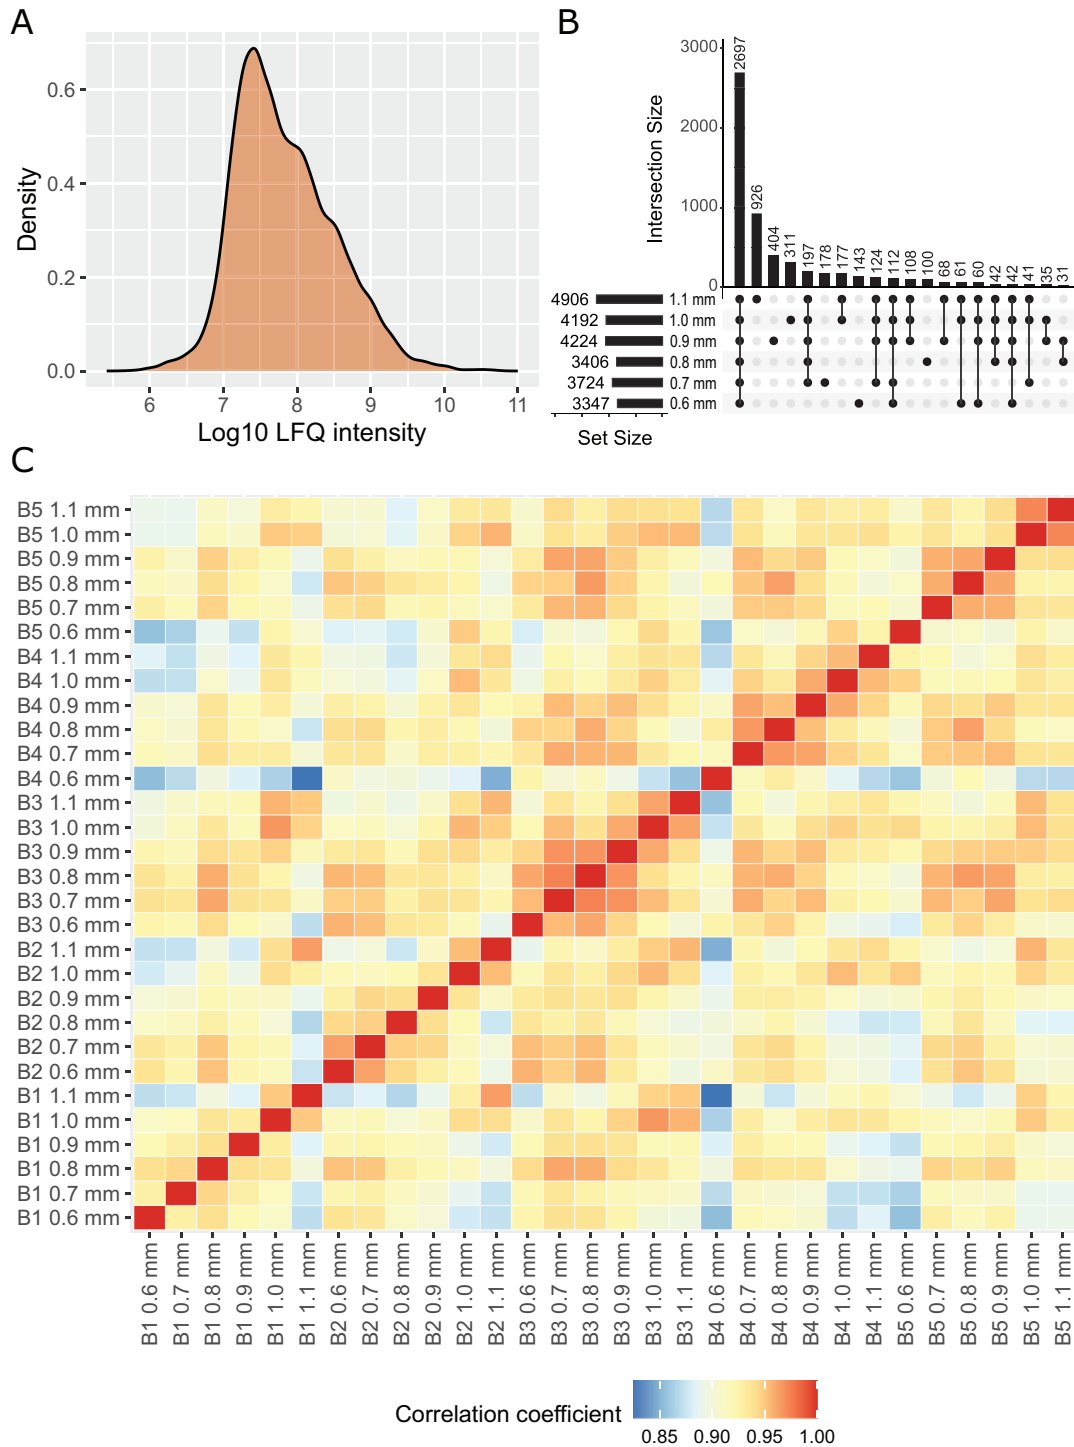 A
B
0.6
0.4
0.2
0.0
Density
6
7
8
9
10
11
Log10 LFQ intensity
3000
2000
1000
0
Intersection Size
2697
926
404
311
197
178
177
143
124
112
108
100
68
61
60
42
42
41
35
31
4906 1.1 mm
4192 1.0 mm
4224 0.9 mm
3406 0.8 mm
3724 0.7 mm
3347 0.6 mm
Set Size
C
B5 1.1 mm
B5 1.0 mm
B5 0.9 mm
B5 0.8 mm
B5 0.7 mm
B5 0.6 mm
B4 1.1 mm
B4 1.0 mm
B4 0.9 mm
B4 0.8 mm
B4 0.7 mm
B4 0.6 mm
B3 1.1 mm
B3 1.0 mm
B3 0.9 mm
B3 0.8 mm
B3 0.7 mm
B3 0.6 mm
B2 1.1 mm
B2 1.0 mm
B2 0.9 mm
B2 0.8 mm
B2 0.7 mm
B2 0.6 mm
B1 1.1 mm
B1 1.0 mm
B1 0.9 mm
B1 0.8 mm
B1 0.7 mm
B1 0.6 mm
B1 0.6 mm
B1 0.7 mm
B1 0.8 mm
B1 0.9 mm
B1 1.0 mm
B1 1.1 mm
B2 0.6 mm
B2 0.7 mm
B2 0.8 mm
B2 0.9 mm
B2 1.0 mm
B2 1.1 mm
B3 0.6 mm
B3 0.7 mm
B3 0.8 mm
B3 0.9 mm
B3 1.0 mm
B3 1.1 mm
B4 0.6 mm
B4 0.7 mm
B4 0.8 mm
B4 0.9 mm
B4 1.0 mm
B4 1.1 mm
B5 0.6 mm
B5 0.7 mm
B5 0.8 mm
B5 0.9 mm
B5 1.0 mm
B5 1.1 mm
Correlation coefficient
0.85
0.90
0.95
1.00